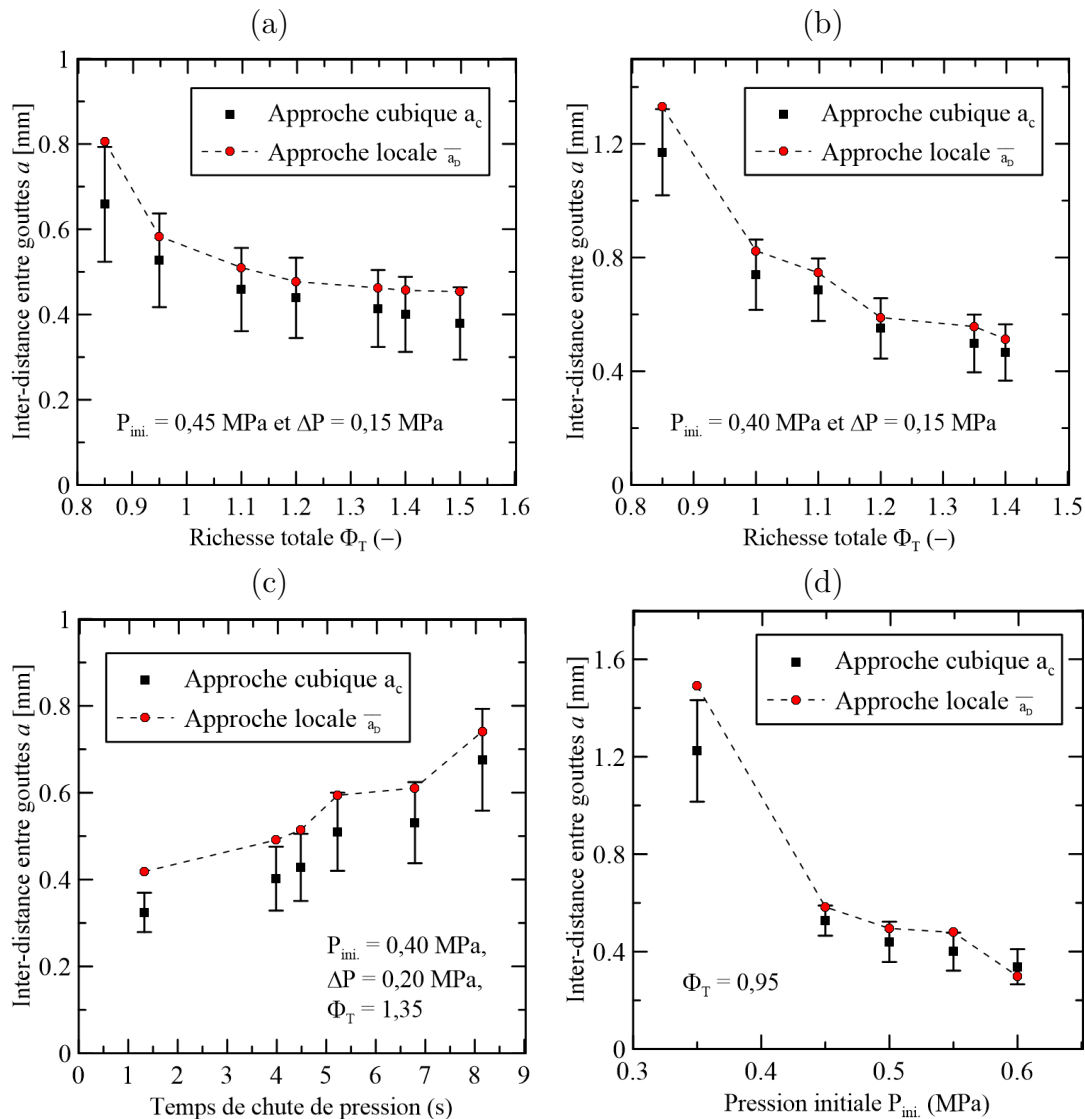 (a)
Inter-distance entre gouttes a [mm]
1
0.8
0.6
0.4
0.2
0
Approche cubique a_c
Approche locale a̅_D
P_ini. = 0,45 MPa et ΔP = 0,15 MPa
0.6 0.7 0.8 0.9 1 1.1 1.2 1.3 1.4 1.5 1.6
Richesse totale Φ_T (−)
(b)
Inter-distance entre gouttes a [mm]
1.2
0.8
0.4
0
Approche cubique a_c
Approche locale a̅_D
P_ini. = 0,40 MPa et ΔP = 0,15 MPa
0.8 0.9 1 1.1 1.2 1.3 1.4 1.5
Richesse totale Φ_T (−)
(c)
Inter-distance entre gouttes a [mm]
1
0.8
0.6
0.4
0.2
0
Approche cubique a_c
Approche locale a̅_D
P_ini. = 0,40 MPa,
ΔP = 0,20 MPa,
Φ_T = 1,35
0 1 2 3 4 5 6 7 8 9
Temps de chute de pression (s)
(d)
Inter-distance entre gouttes a [mm]
1.6
1.2
0.8
0.4
0
Approche cubique a_c
Approche locale a̅_D
Φ_T = 0,95
0.3 0.4 0.5 0.6
Pression initiale P_ini. (MPa)